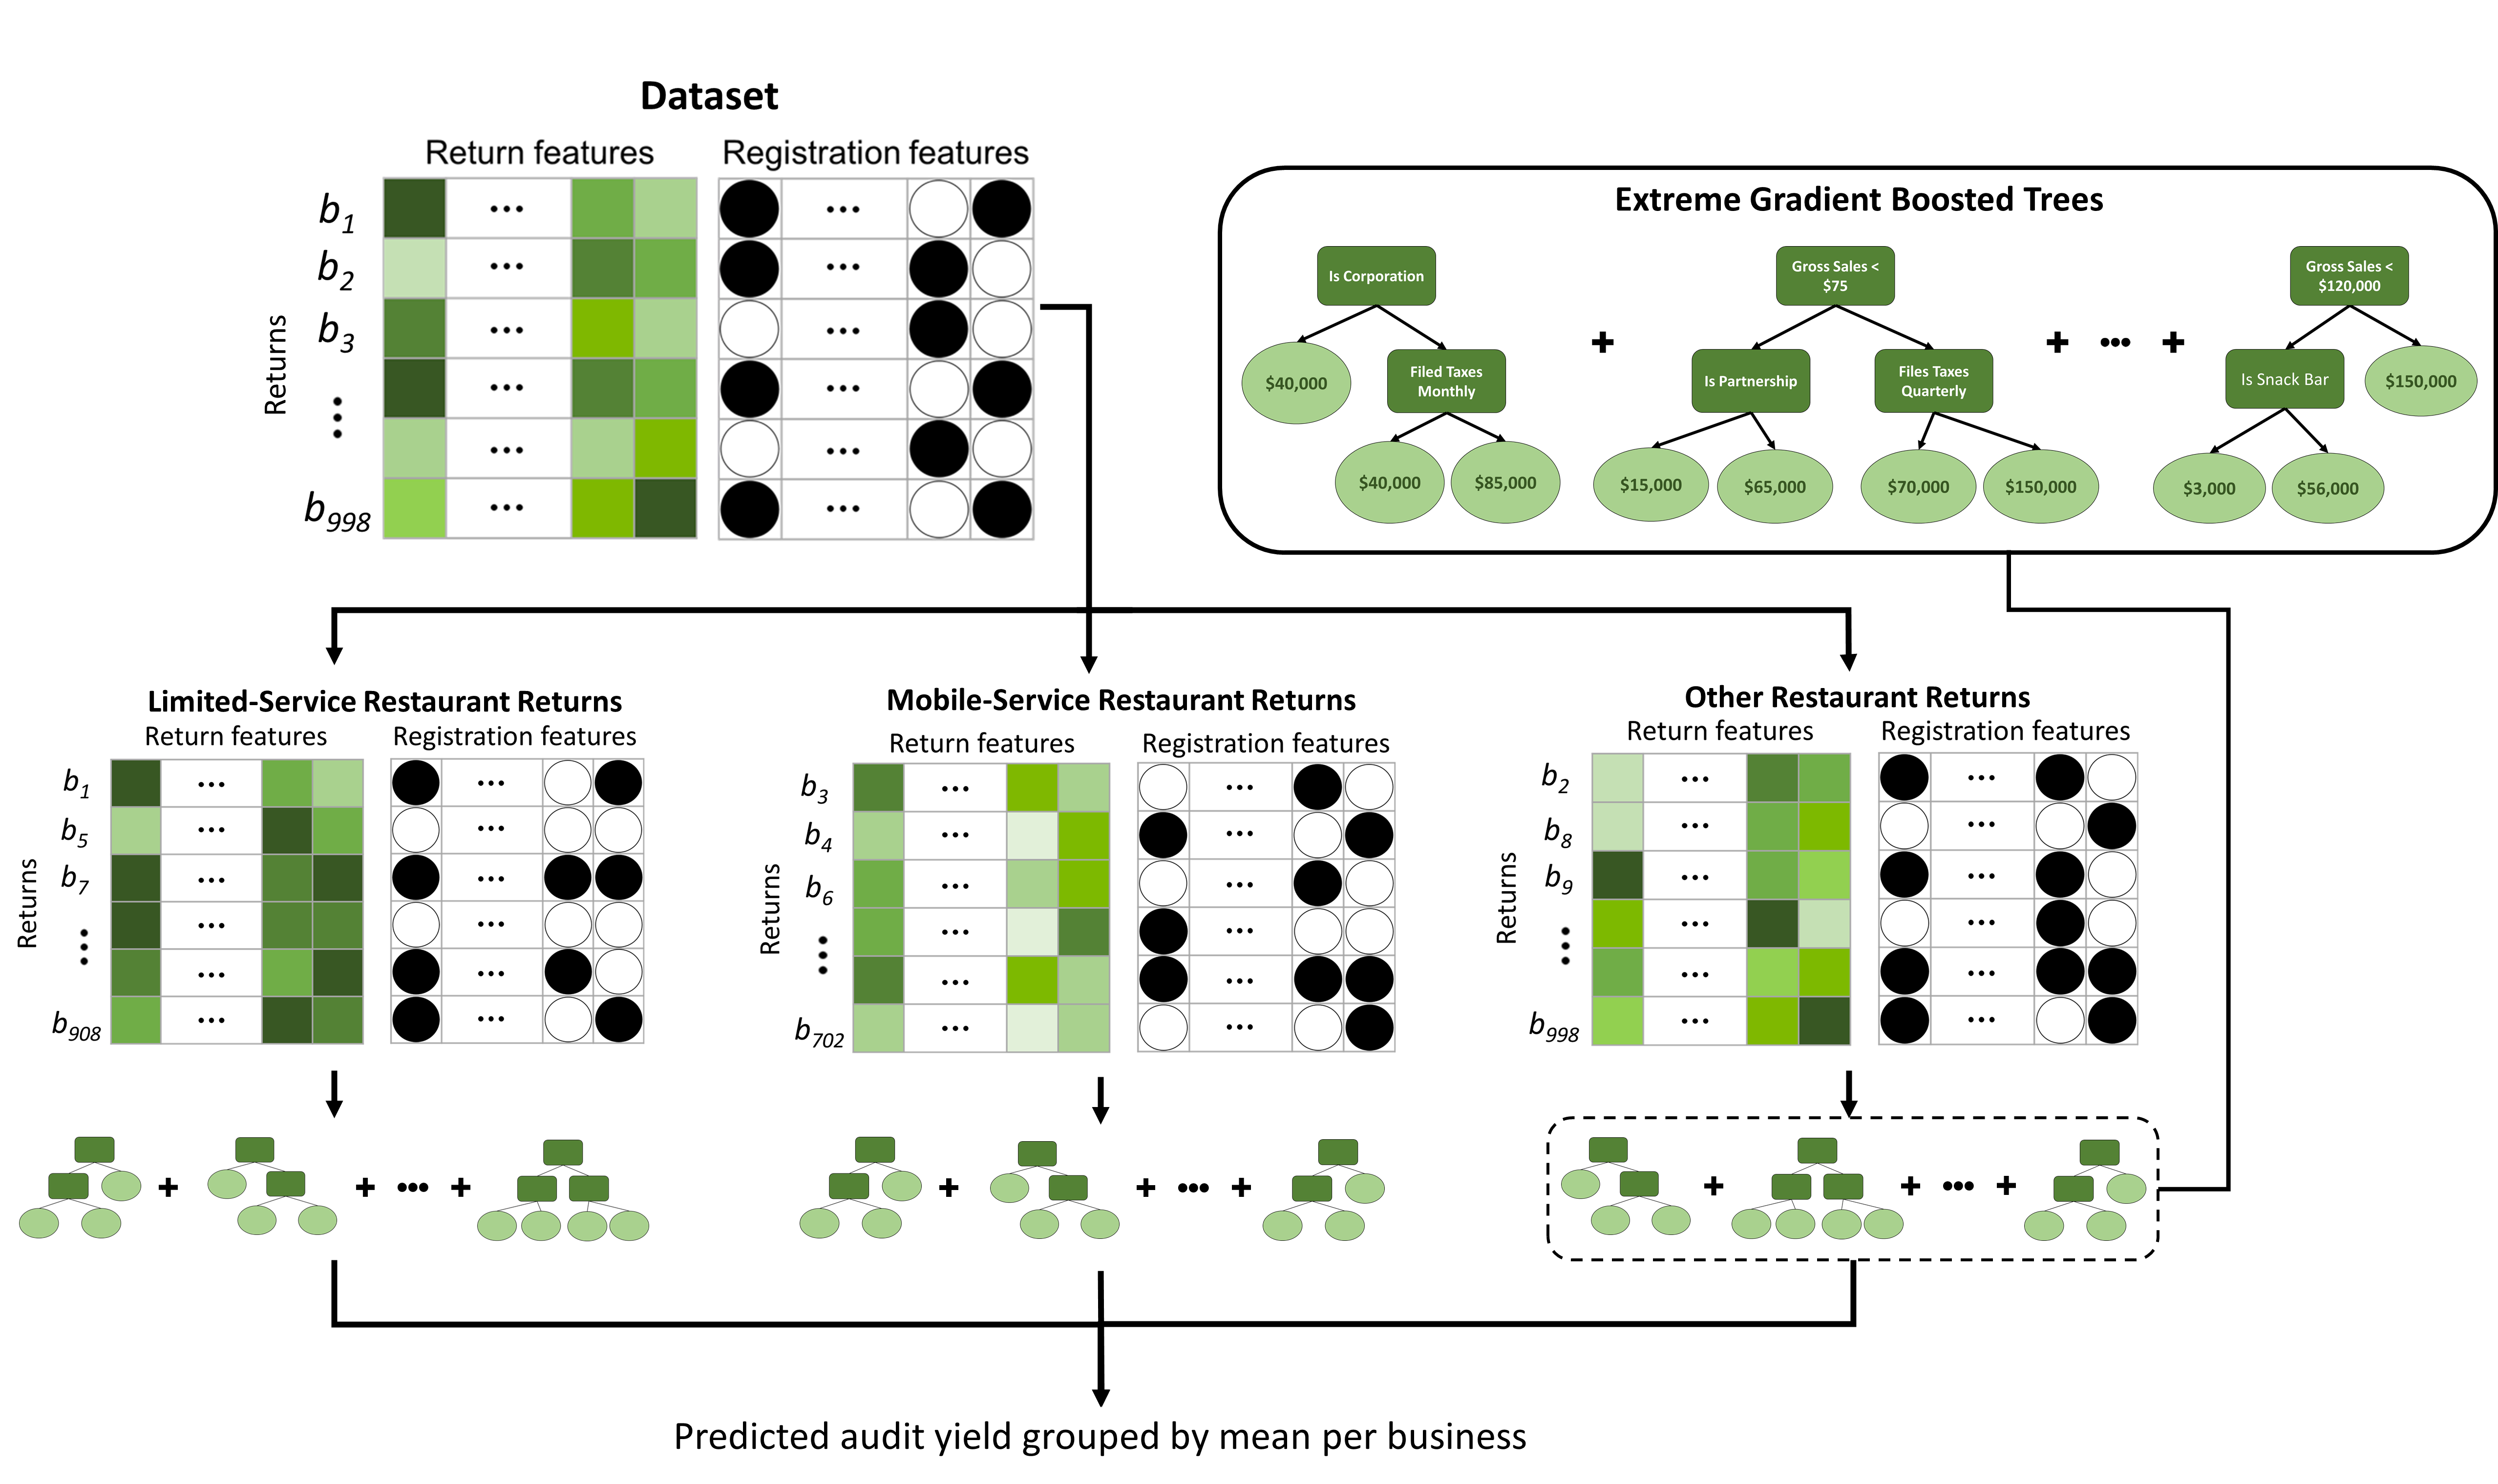 Dataset
Return features
Registration features
Returns
b1
b2
b3
b998
Extreme Gradient Boosted Trees
Is Corporation
$40,000
Filed Taxes
Monthly
$40,000
$85,000
+
Gross Sales <
$75
Is Partnership
Files Taxes
Quarterly
$15,000
$65,000
$70,000
$150,000
+ ... +
Gross Sales <
$120,000
Is Snack Bar
$150,000
$3,000
$56,000
Limited-Service Restaurant Returns
Return features
Registration features
Returns
b1
b5
b7
b908
Mobile-Service Restaurant Returns
Return features
Registration features
Returns
b3
b4
b6
b702
Other Restaurant Returns
Return features
Registration features
Returns
b2
b8
b9
b998
+ + ... +
+ + ... +
+ + ... +
Predicted audit yield grouped by mean per business